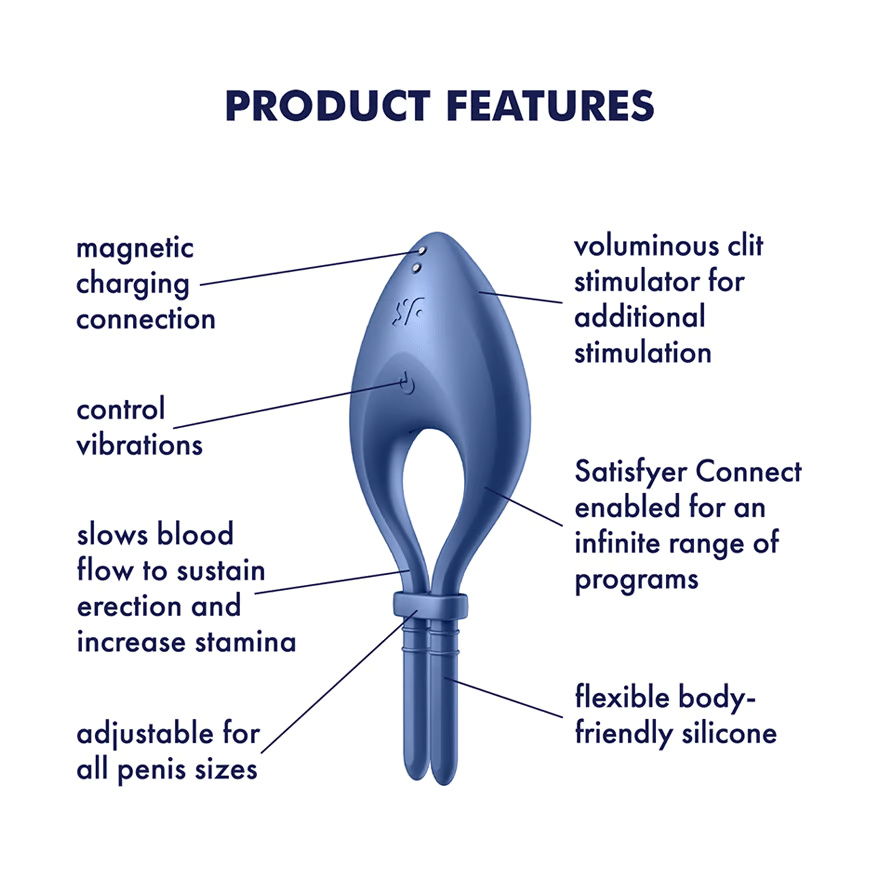 PRODUCT FEATURES
magnetic
charging
connection
control
vibrations
slows blood
flow to sustain
erection and
increase stamina
adjustable for
all penis sizes
voluminous clit
stimulator for
additional
stimulation
Satisfyer Connect
enabled for an
infinite range of
programs
flexible body-
friendly silicone
sf